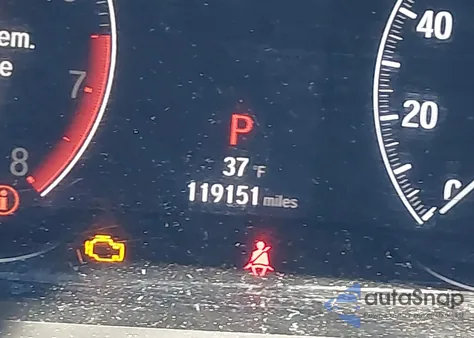 em.
e
7
8
P
37 °F
119151 miles
40
20
autoSnap